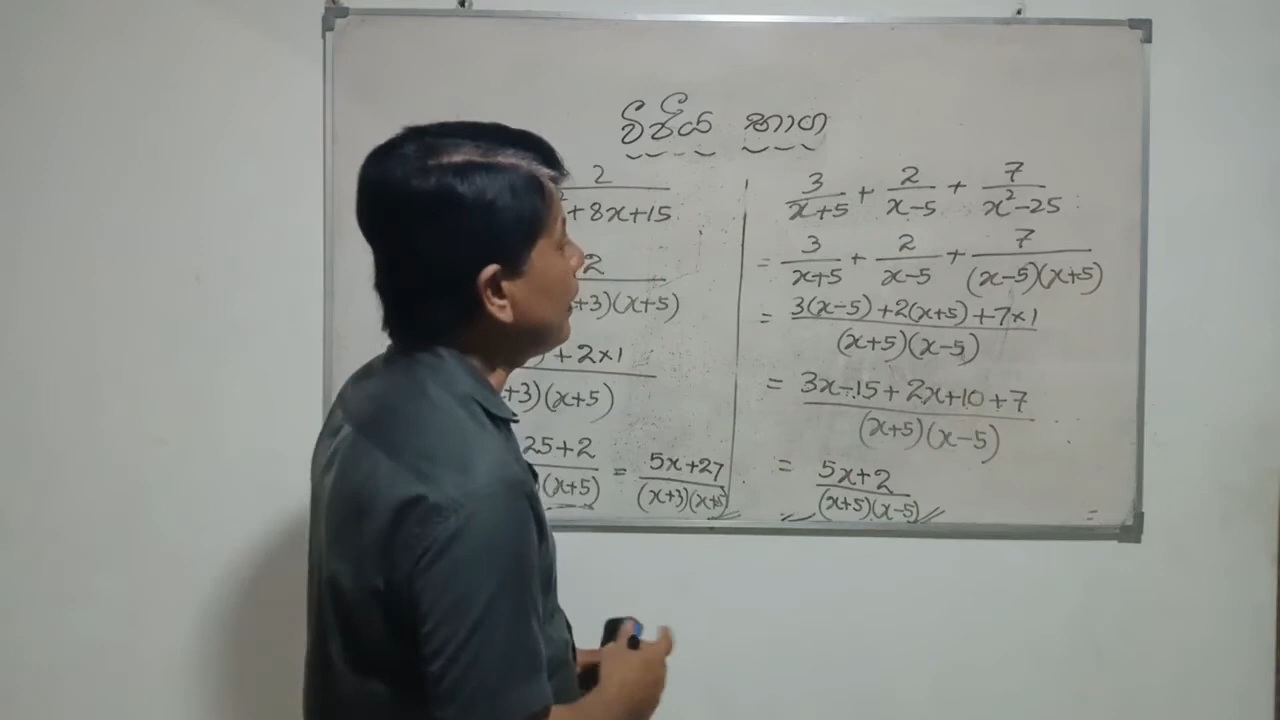 වීජීය භාග
2
² + 8x + 15
2
+3)(x+5)
) + 2×1
+3)(x+5)
25 + 2
)(x+5)
= 5x + 27
(x+3)(x+5)
3/(x+5) + 2/(x-5) + 7/(x²-25)
= 3/(x+5) + 2/(x-5) + 7/((x-5)(x+5))
= 3(x-5) + 2(x+5) + 7×1
(x+5)(x-5)
= 3x - 15 + 2x + 10 + 7
(x+5)(x-5)
= 5x + 2
(x+5)(x-5)